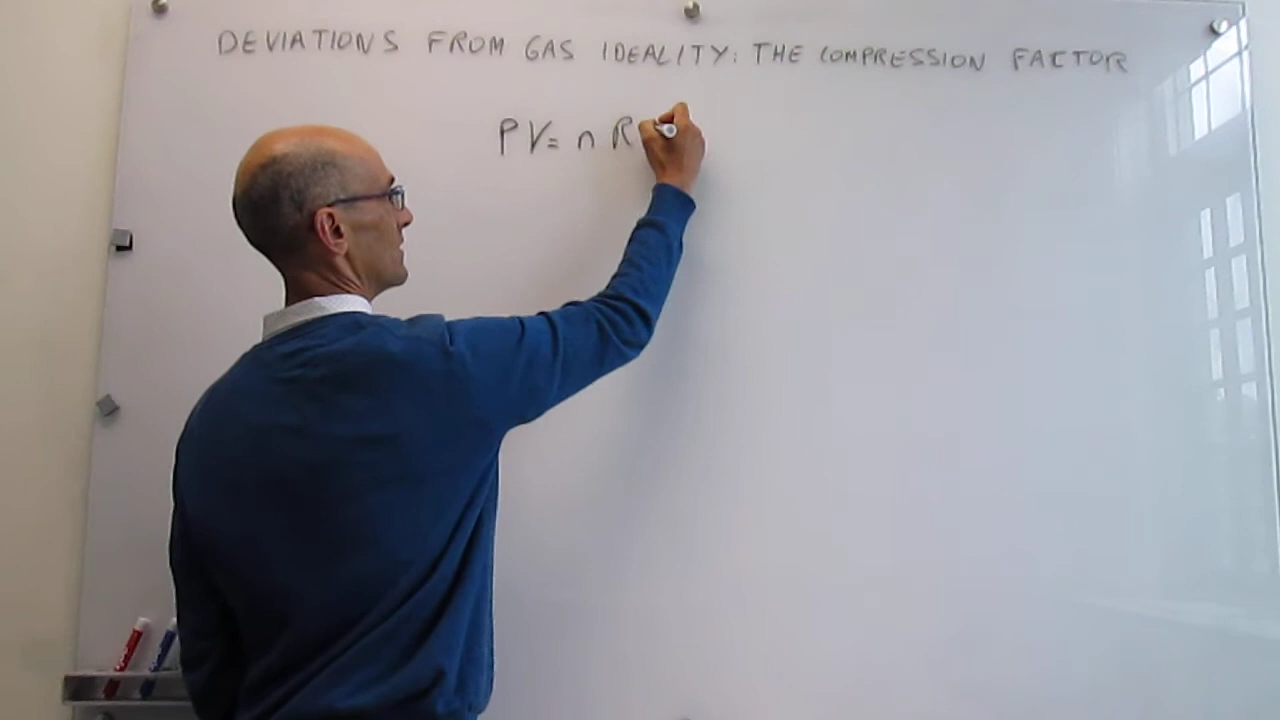 DEVIATIONS FROM GAS IDEALITY: THE COMPRESSION FACTOR
PV= n R